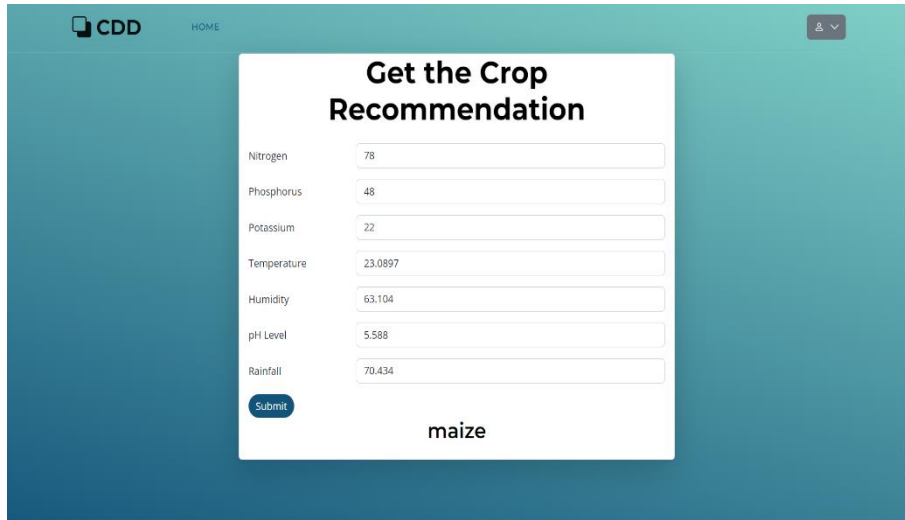 CDD HOME
Get the Crop
Recommendation
Nitrogen 78
Phosphorus 48
Potassium 22
Temperature 23.0897
Humidity 63.104
pH Level 5.588
Rainfall 70.434
Submit
maize